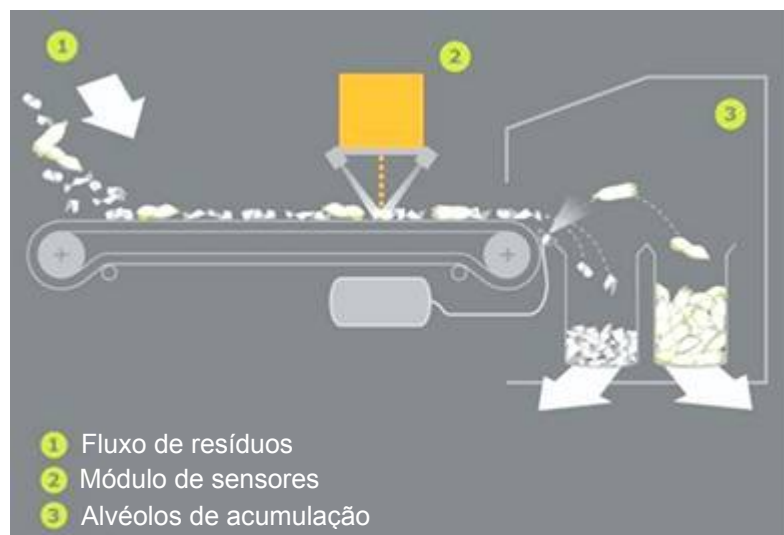 1
2
3
1 Fluxo de resíduos
2 Módulo de sensores
3 Alvéolos de acumulação